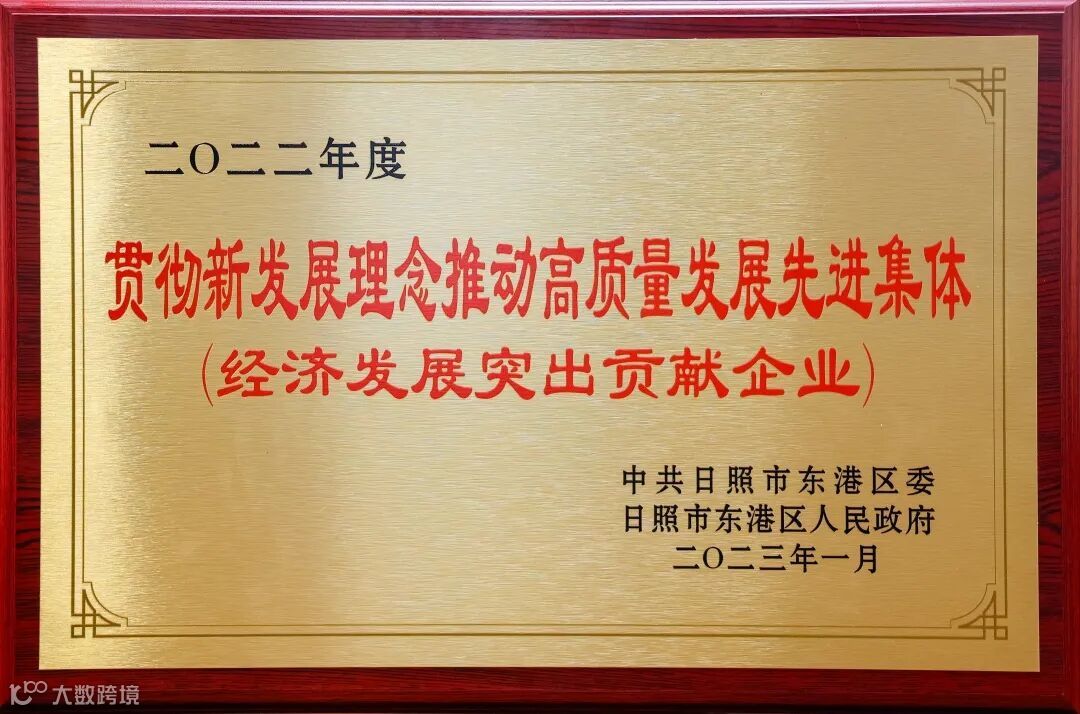 二〇二二年度
贯彻新发展理念推动高质量发展先进集体
(经济发展突出贡献企业)
中共日照市东港区委
日照市东港区人民政府
二〇二三年一月
大数跨境